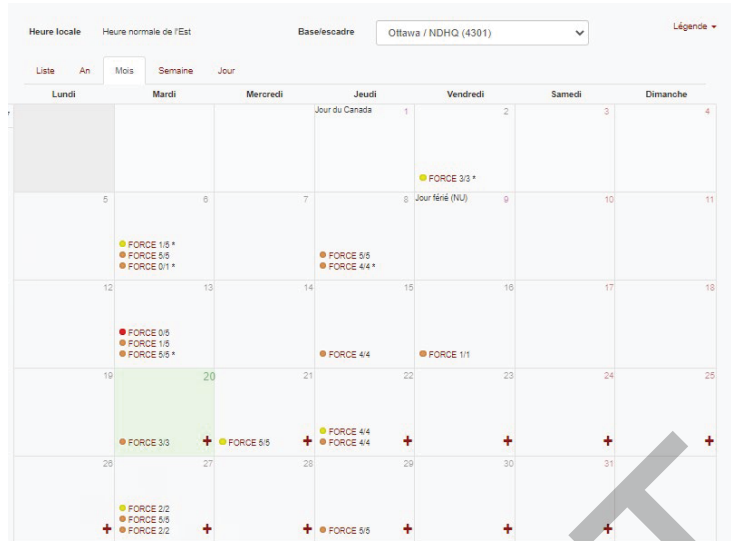 Heure locale Heure normale de l'Est Base/escadre Ottawa / NDHQ (4301) Légende
Liste An Mois Semaine Jour
Lundi Mardi Mercredi Jeudi Vendredi Samedi Dimanche
Jour du Canada 1 2 3 4
FORCE 3/3 *
5 6 7 8 Jour férié (NU) 9 10 11
FORCE 1/5 *
FORCE 5/5 FORCE 5/5
FORCE 0/1 * FORCE 4/4 *
12 13 14 15 16 17 18
FORCE 0/5
FORCE 1/5
FORCE 5/5 * FORCE 4/4 FORCE 1/1
19 20 21 22 23 24 25
FORCE 4/4
FORCE 3/3 + FORCE 5/5 + FORCE 4/4 + + + +
26 27 28 29 30 31
FORCE 2/2
FORCE 5/5
+ FORCE 2/2 + + FORCE 5/5 + + +